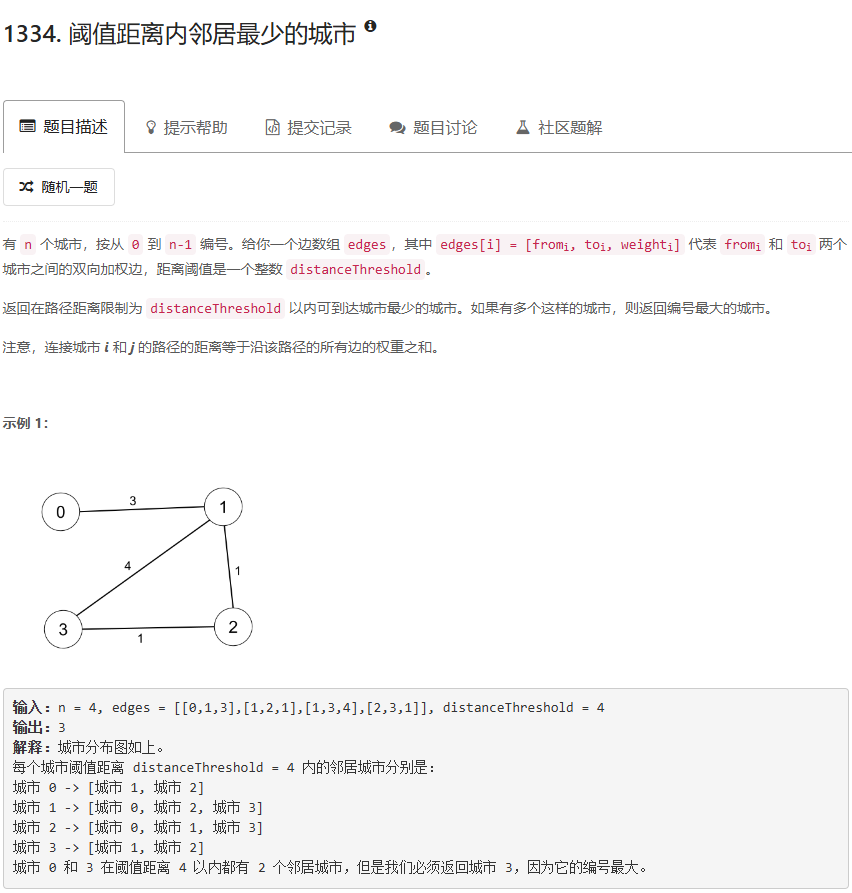 1334. 阈值距离内邻居最少的城市
题目描述
提示帮助
提交记录
题目讨论
社区题解
随机一题
有 n 个城市，按从 0 到 n-1 编号。给你一个边数组 edges，其中 edges[i] = [fromᵢ, toᵢ, weightᵢ] 代表 fromᵢ 和 toᵢ 两个
城市之间的双向加权边，距离阈值是一个整数 distanceThreshold。
返回在路径距离限制为 distanceThreshold 以内可到达城市最少的城市。如果有多个这样的城市，则返回编号最大的城市。
注意，连接城市 i 和 j 的路径的距离等于沿该路径的所有边的权重之和。
示例 1：
0
3
1
4
1
3
1
2
输入：n = 4, edges = [[0,1,3],[1,2,1],[1,3,4],[2,3,1]], distanceThreshold = 4
输出：3
解释：城市分布图如上。
每个城市阈值距离 distanceThreshold = 4 内的邻居城市分别是：
城市 0 -> [城市 1, 城市 2]
城市 1 -> [城市 0, 城市 2, 城市 3]
城市 2 -> [城市 0, 城市 1, 城市 3]
城市 3 -> [城市 1, 城市 2]
城市 0 和 3 在阈值距离 4 以内都有 2 个邻居城市，但是我们必须返回城市 3，因为它的编号最大。